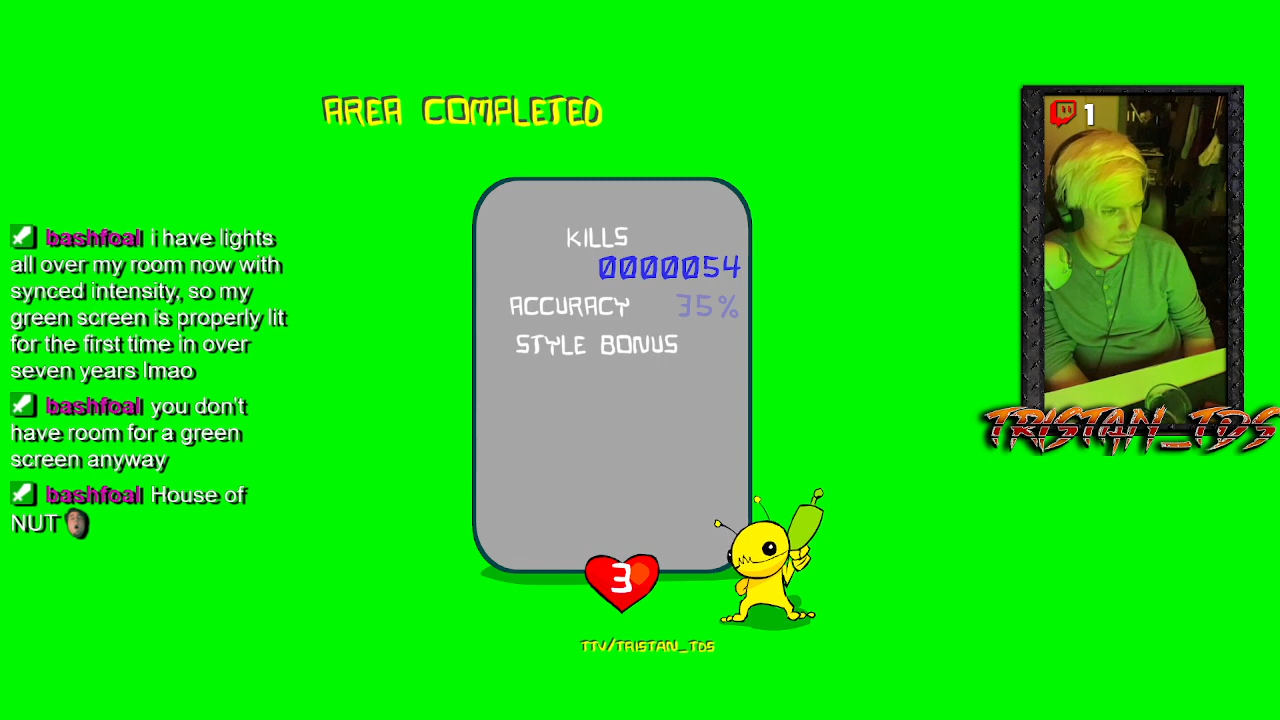 AREA COMPLETED
KILLS
0000054
ACCURACY 35%
STYLE BONUS
3
TTV/TRISTAN_TDS
bashfoal i have lights
all over my room now with
synced intensity, so my
green screen is properly lit
for the first time in over
seven years lmao
bashfoal you don't
have room for a green
screen anyway
bashfoal House of
NUT
1
TRISTAN_TDS